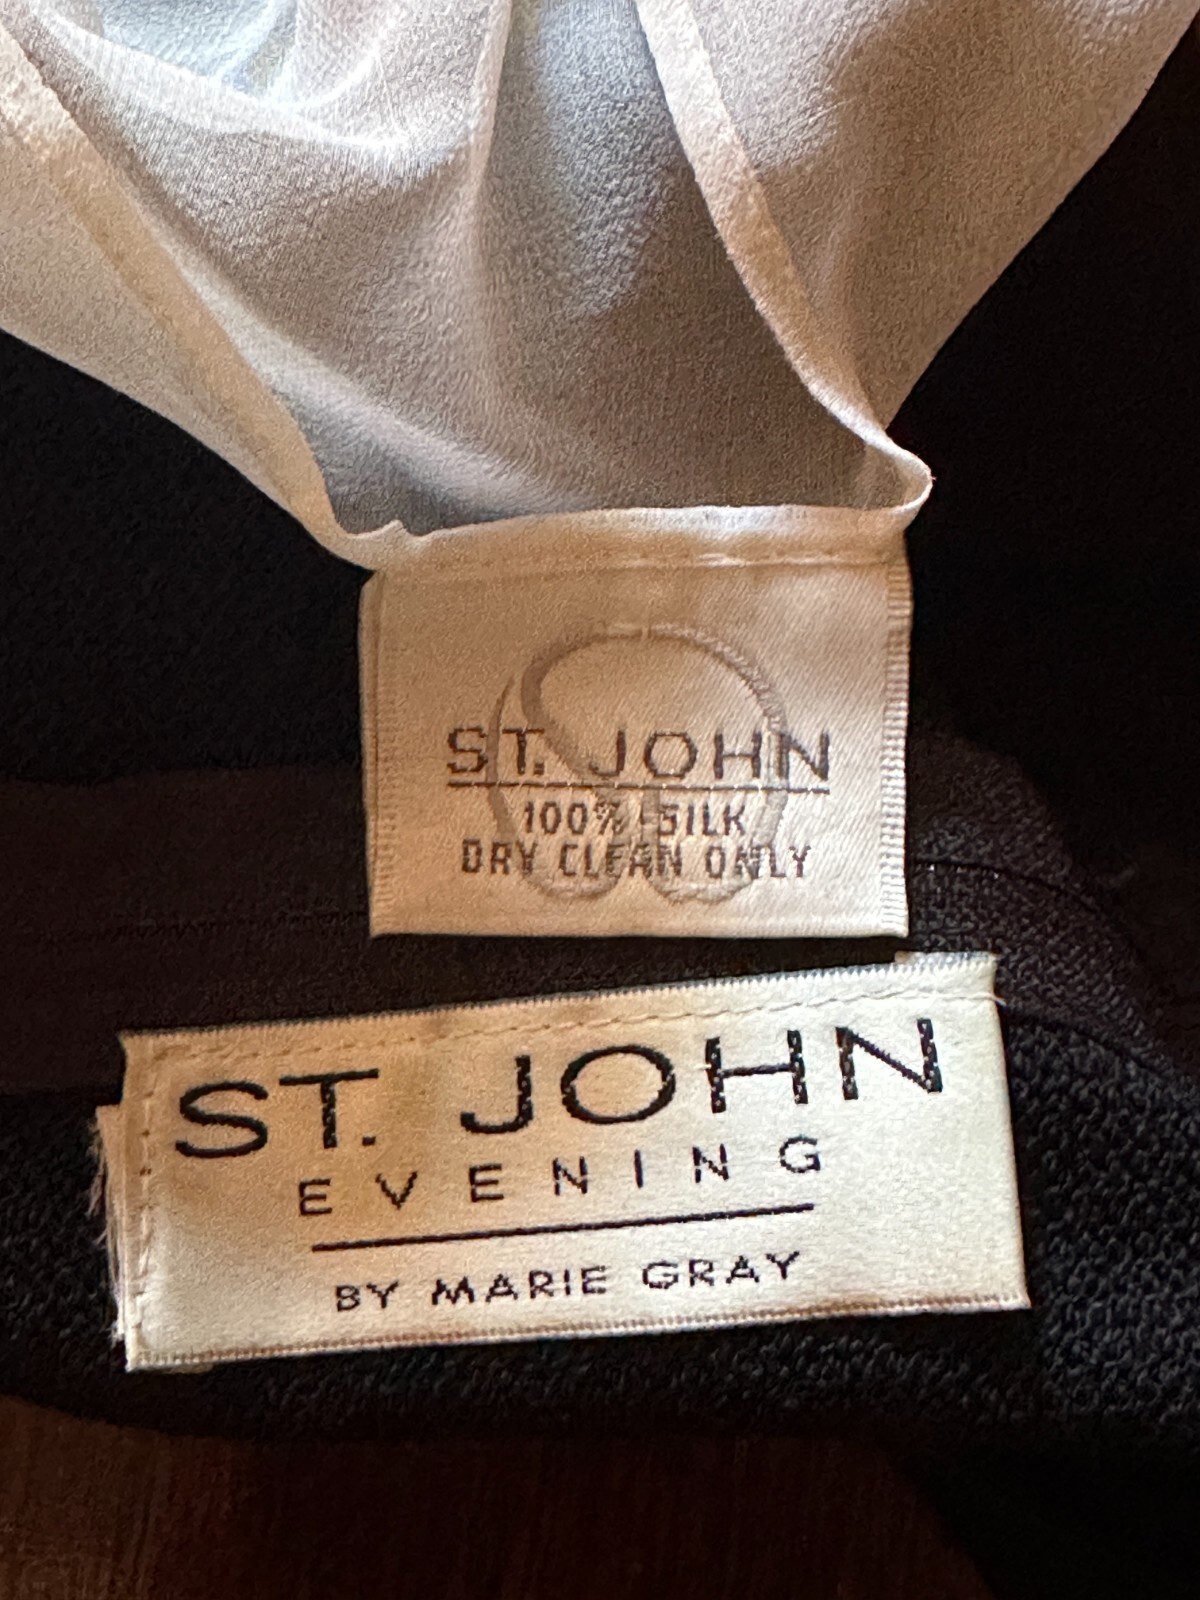 ST. JOHN
100% SILK
DRY CLEAN ONLY
ST. JOHN
EVENING
BY MARIE GRAY